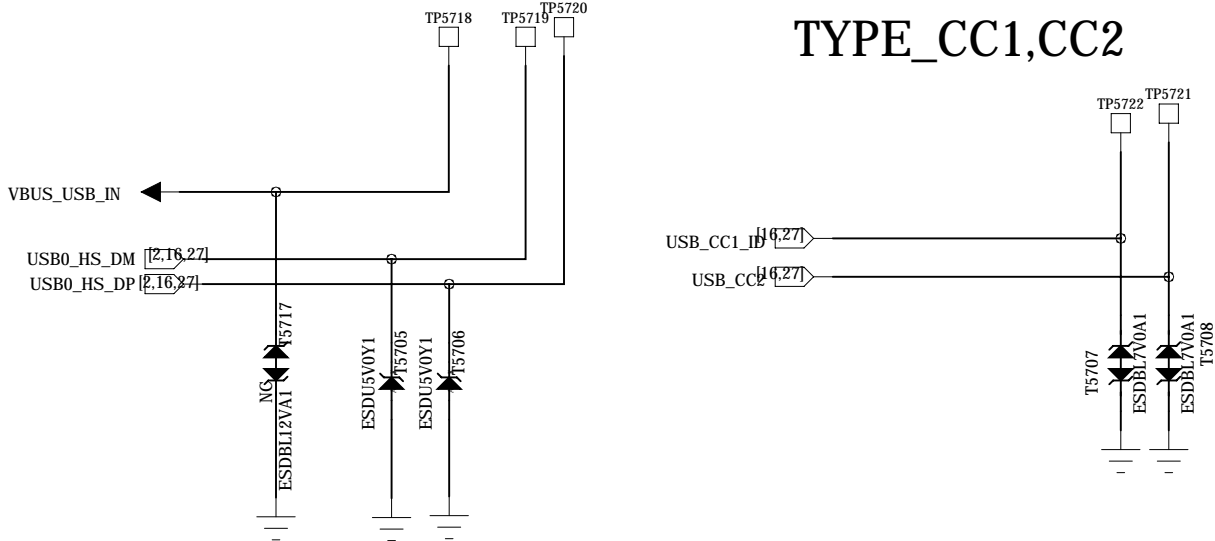 TP5718
TP5719
TP5720
TYPE_CC1,CC2
TP5722
TP5721
VBUS_USB_IN
USB0_HS_DM [2,16,27]
USB0_HS_DP [2,16,27]
USB_CC1_ID [16,27]
USB_CC2 [16,27]
T5717
NC
ESDBL12VA1
ESDU5V0Y1
T5705
ESDU5V0Y1
T5706
T5707
ESDBL7V0A1
ESDBL7V0A1
T5708